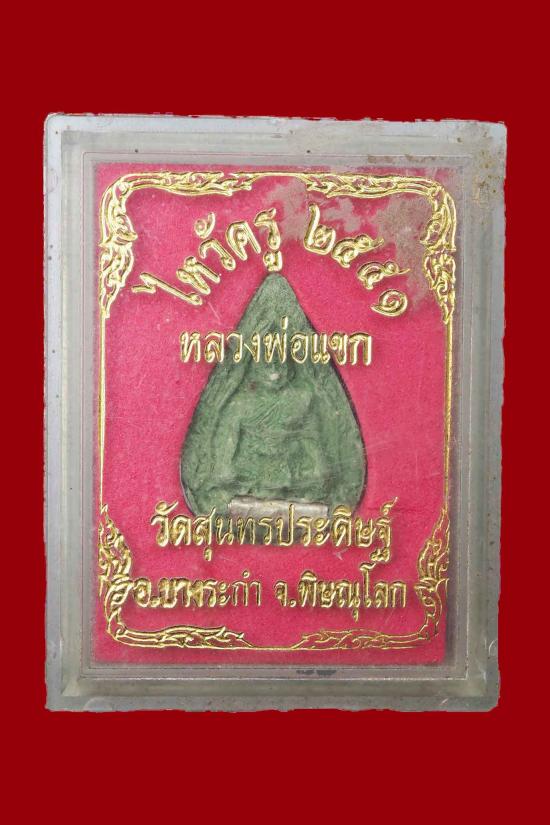 ไหว้ครู ๒๕๕๑
หลวงพ่อแขก
วัดสุนทรประดิษฐ์
อ.บางระกำ จ.พิษณุโลก